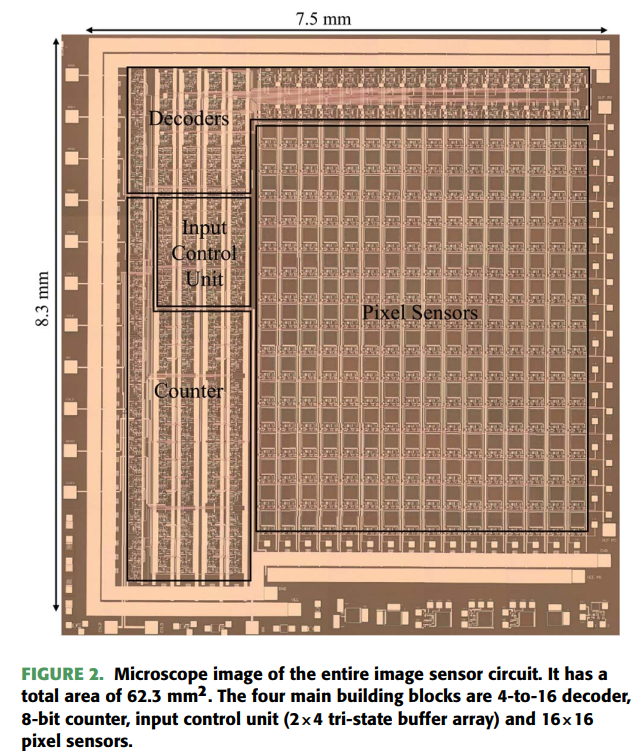 7.5 mm
8.3 mm
Decoders
Input
Control
Unit
Pixel Sensors
Counter
FIGURE 2. Microscope image of the entire image sensor circuit. It has a
total area of 62.3 mm². The four main building blocks are 4-to-16 decoder,
8-bit counter, input control unit (2×4 tri-state buffer array) and 16×16
pixel sensors.